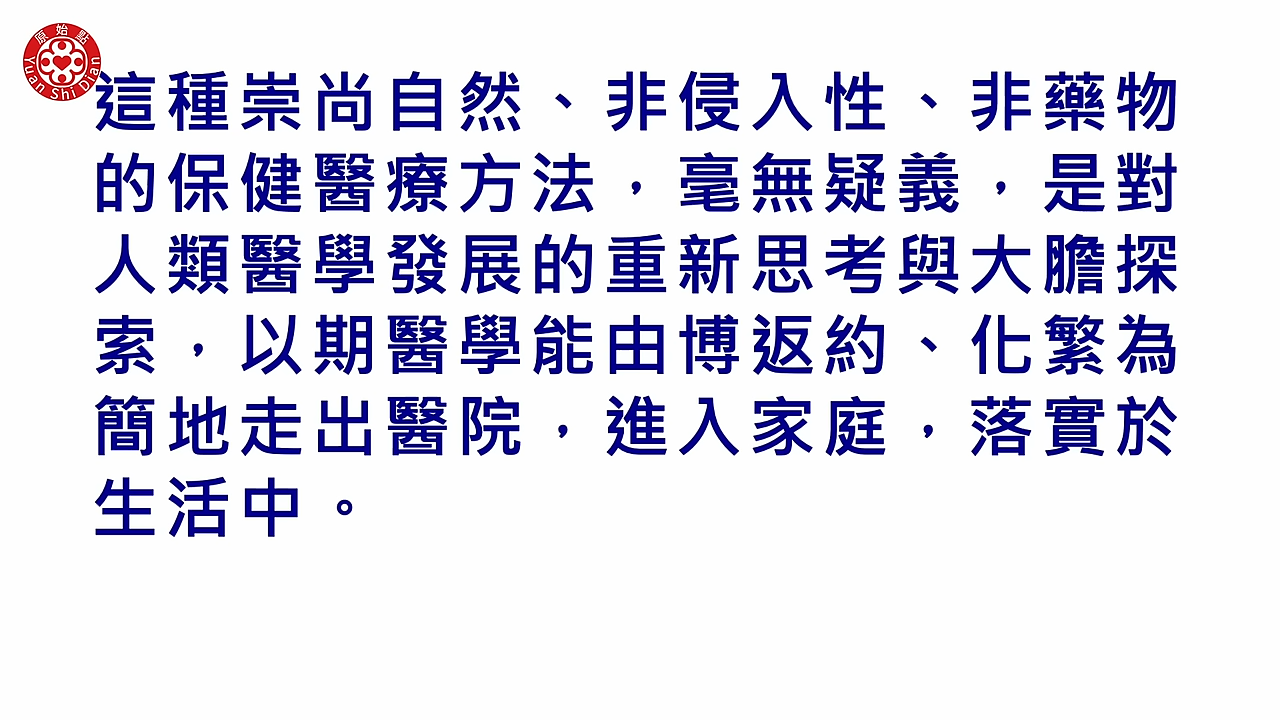 原始點
Yuan Shi Dian
這種崇尚自然、非侵入性、非藥物
的保健醫療方法，毫無疑義，是對
人類醫學發展的重新思考與大膽探
索，以期醫學能由博返約、化繁為
簡地走出醫院，進入家庭，落實於
生活中。